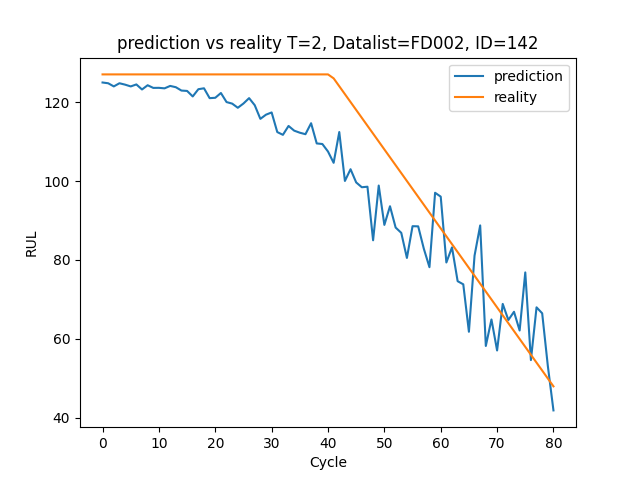 prediction vs reality T=2, Datalist=FD002, ID=142
prediction
reality
RUL
120
100
80
60
40
0 10 20 30 40 50 60 70 80
Cycle